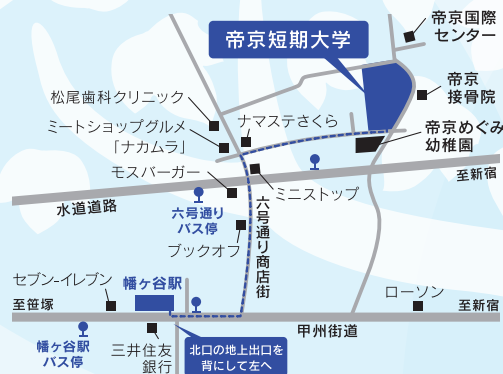 帝京国際
センター
帝京短期大学
松尾歯科クリニック
帝京
接骨院
ミートショップグルメ
「ナカムラ」
ナマステさくら
帝京めぐみ
幼稚園
モスバーガー
至新宿
ミニストップ
水道道路
六号通り
バス停
六号通り商店街
ブックオフ
セブン-イレブン
幡ヶ谷駅
ローソン
至笹塚
至新宿
甲州街道
幡ヶ谷駅
バス停
三井住友
銀行
北口の地上出口を
背にして左へ